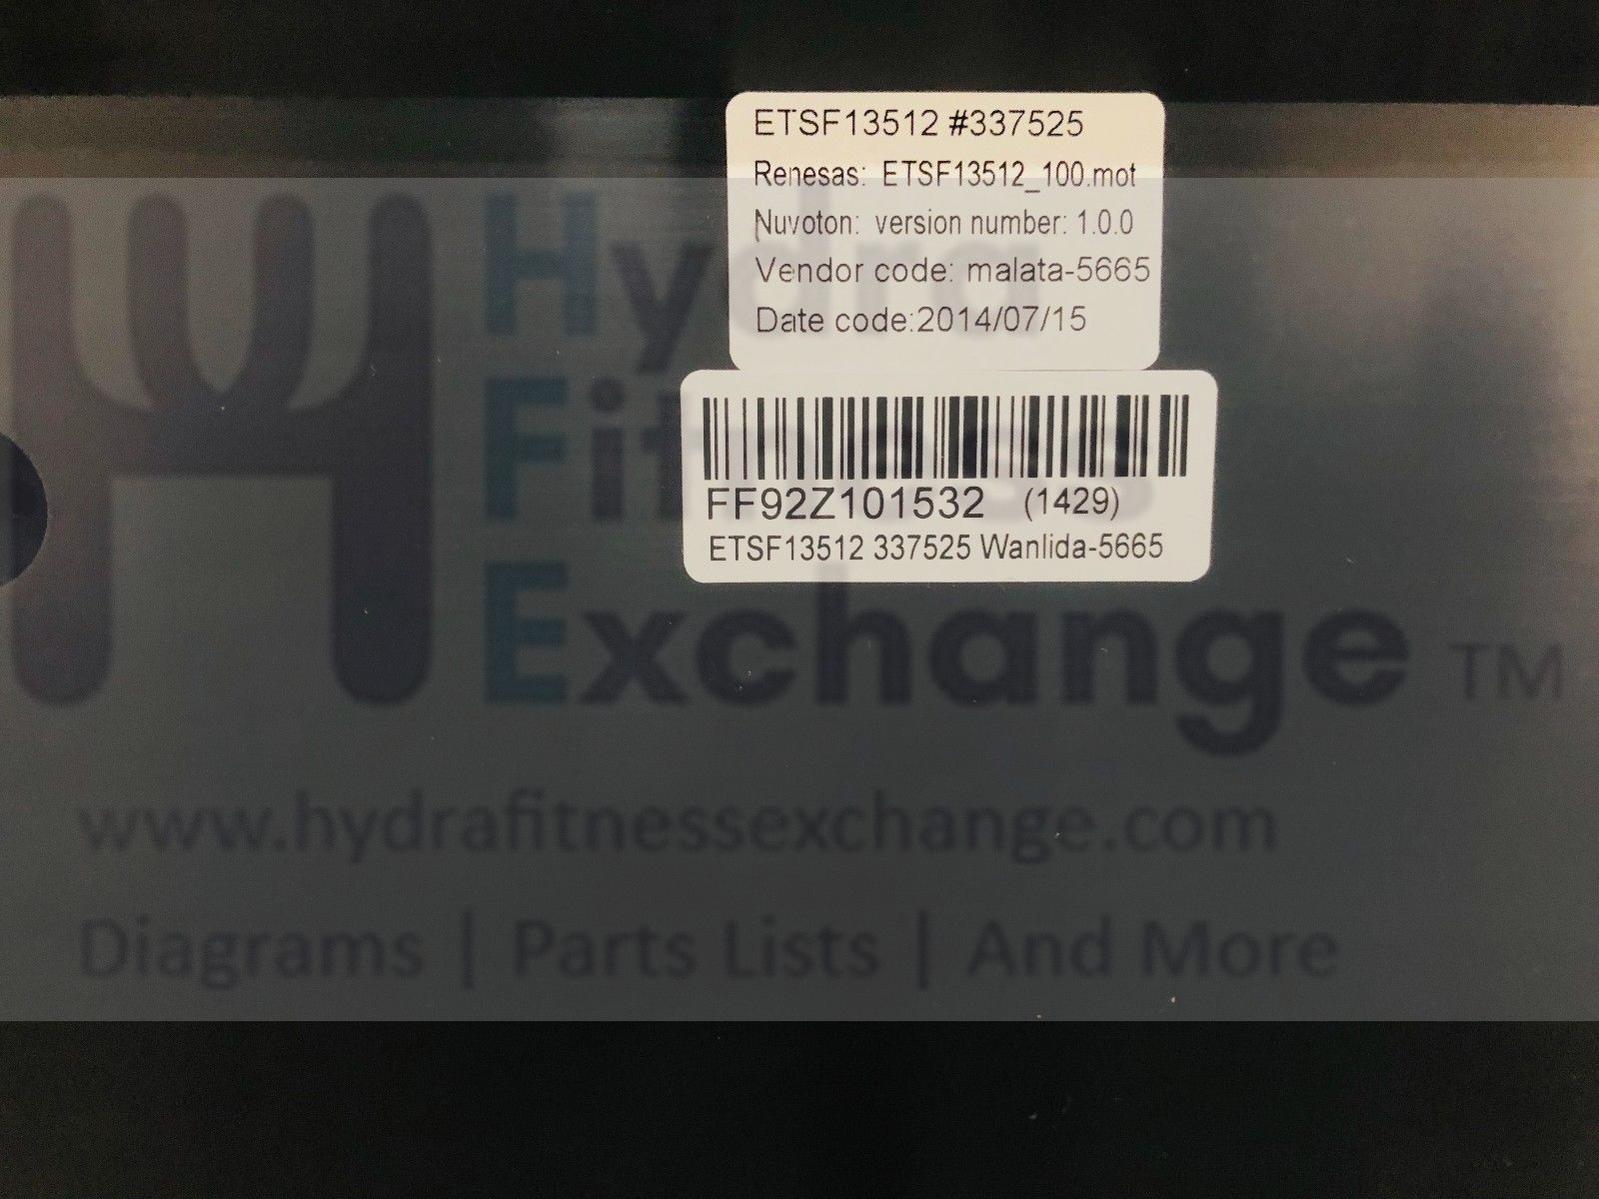 ETSF13512 #337525
Renesas: ETSF13512_100.mot
Nuvoton: version number: 1.0.0
Vendor code: malata-5665
Date code:2014/07/15
FF92Z101532 (1429)
ETSF13512 337525 Wanlida-5665
Hydra
Fitness
Exchange TM
www.hydrafitnessexchange.com
Diagrams | Parts Lists | And More